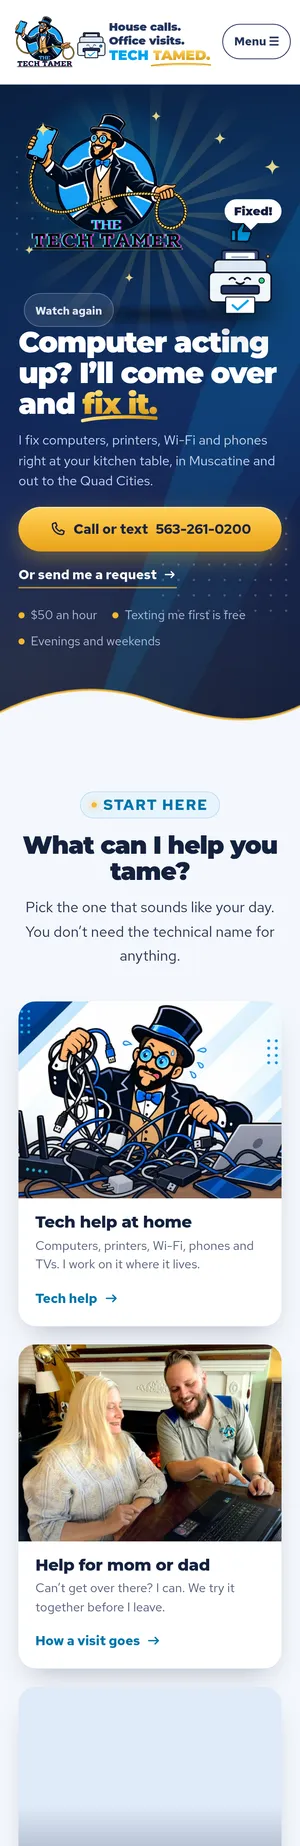 House calls.
Office visits.
TECH TAMED.
THE
TECH TAMER
Menu ☰
Fixed!
THE
TECH TAMER
Watch again
Computer acting
up? I’ll come over
and fix it.
I fix computers, printers, Wi-Fi and phones
right at your kitchen table, in Muscatine and
out to the Quad Cities.
Call or text 563-261-0200
Or send me a request →
$50 an hour
Texting me first is free
Evenings and weekends
START HERE
What can I help you
tame?
Pick the one that sounds like your day.
You don’t need the technical name for
anything.
Tech help at home
Computers, printers, Wi-Fi, phones and
TVs. I work on it where it lives.
Tech help →
Help for mom or dad
Can’t get over there? I can. We try it
together before I leave.
How a visit goes →